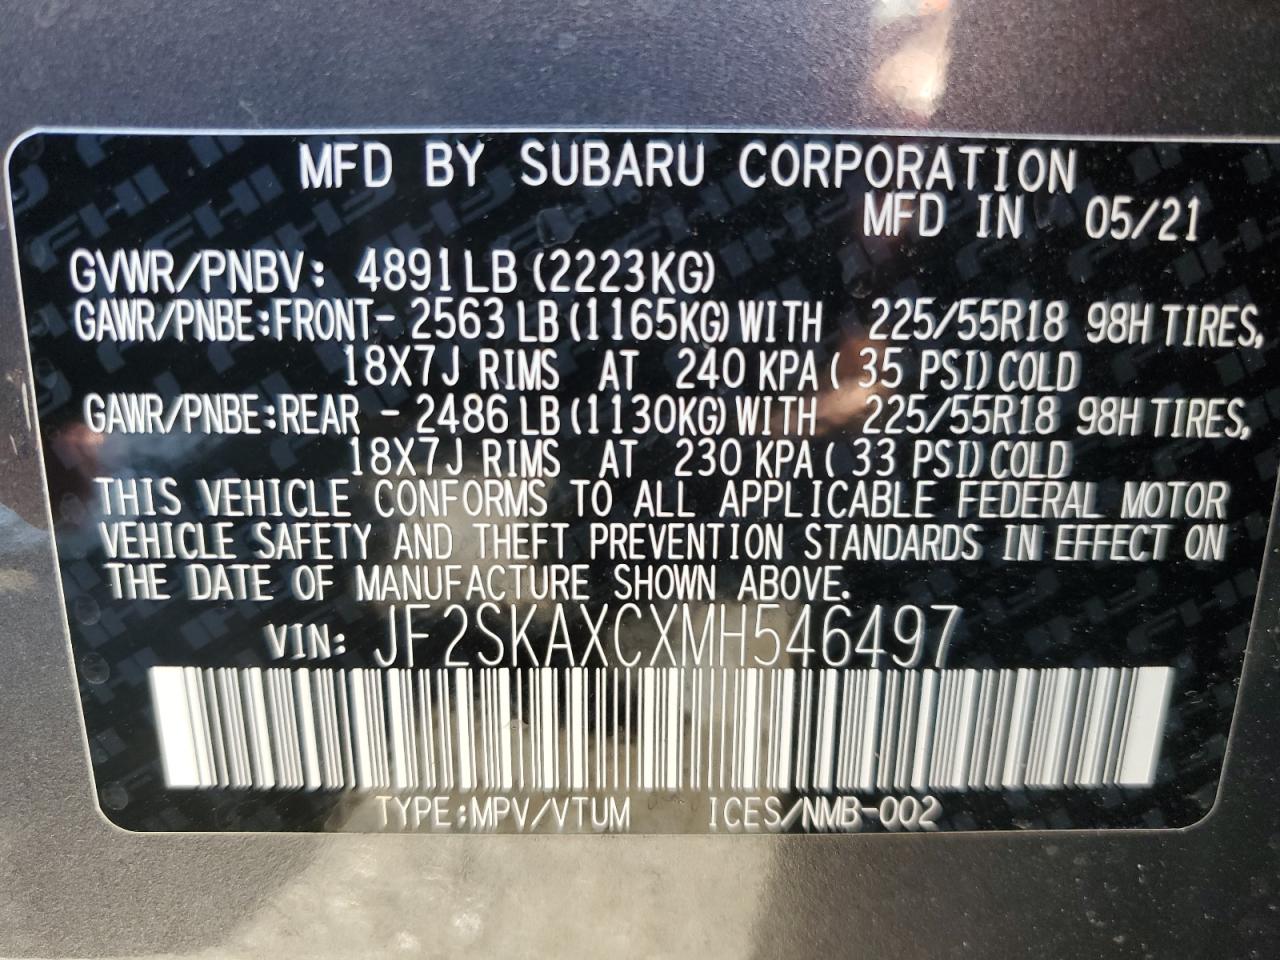 MFD BY SUBARU CORPORATION
MFD IN 05/21
GVWR/PNBV: 4891LB (2223KG)
GAWR/PNBE:FRONT- 2563 LB (1165KG) WITH 225/55R18 98H TIRES,
18X7J RIMS AT 240 KPA ( 35 PSI) COLD
GAWR/PNBE:REAR - 2486 LB (1130KG) WITH 225/55R18 98H TIRES,
18X7J RIMS AT 230 KPA ( 33 PSI) COLD
THIS VEHICLE CONFORMS TO ALL APPLICABLE FEDERAL MOTOR
VEHICLE SAFETY AND THEFT PREVENTION STANDARDS IN EFFECT ON
THE DATE OF MANUFACTURE SHOWN ABOVE.
VIN: JF2SKAXCXMH546497
TYPE:MPV/VTUM ICES/NMB-002